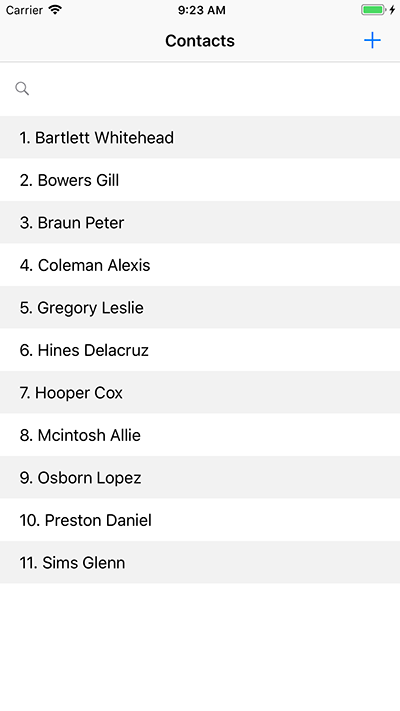 Carrier 9:23 AM
Contacts
1. Bartlett Whitehead
2. Bowers Gill
3. Braun Peter
4. Coleman Alexis
5. Gregory Leslie
6. Hines Delacruz
7. Hooper Cox
8. Mcintosh Allie
9. Osborn Lopez
10. Preston Daniel
11. Sims Glenn